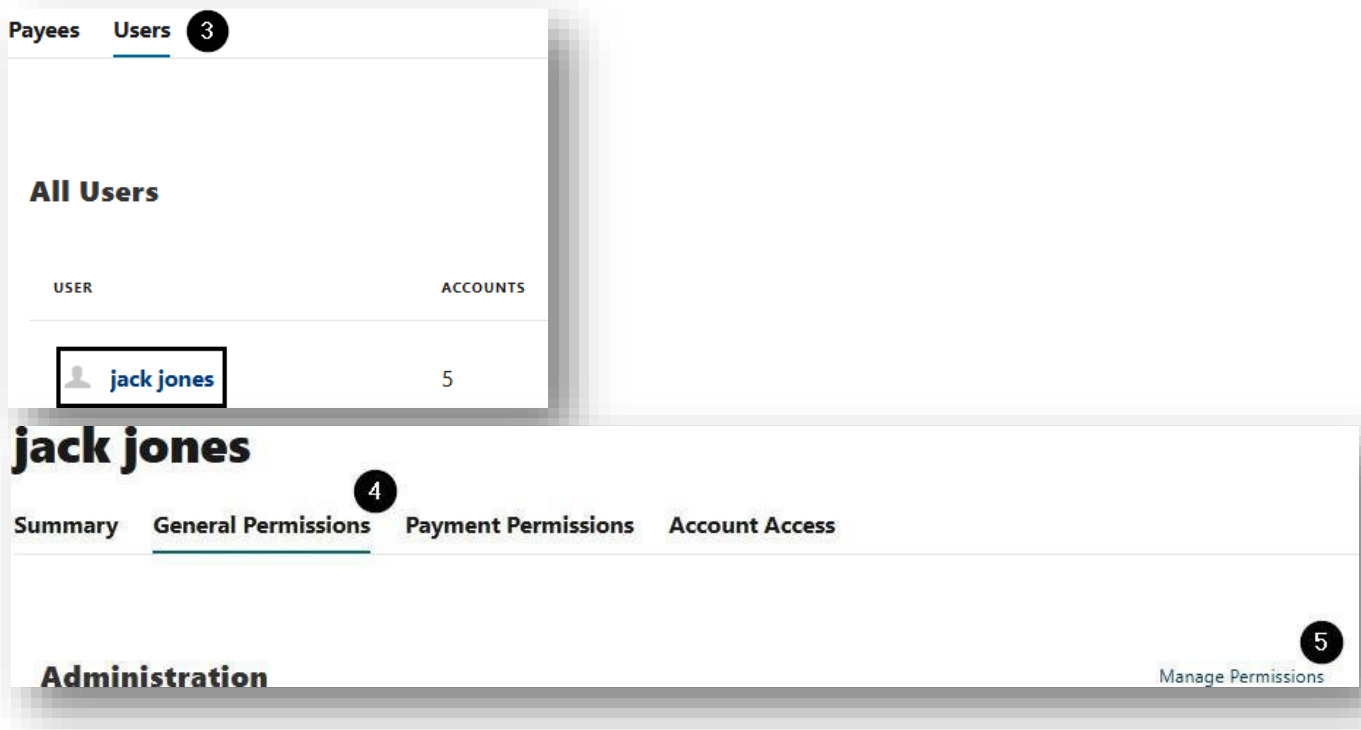 Payees Users 3
All Users
USER ACCOUNTS
jack jones 5
jack jones
4
Summary General Permissions Payment Permissions Account Access
5
Administration Manage Permissions